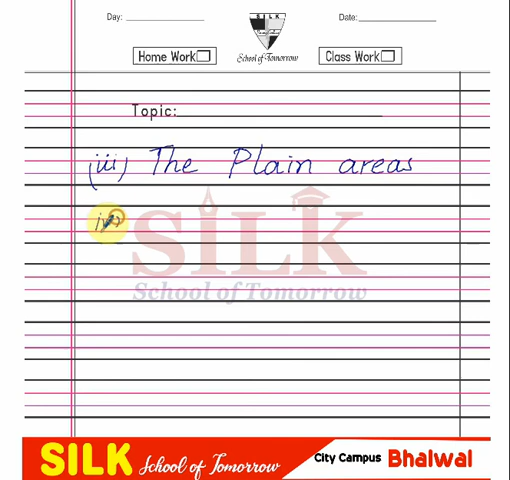 Day: Date:
SILK
School of Tomorrow
Home Work Class Work
Topic:
(iii) The Plain areas
iv)
SiLK
School of Tomorrow
SILK School of Tomorrow City Campus Bhalwal